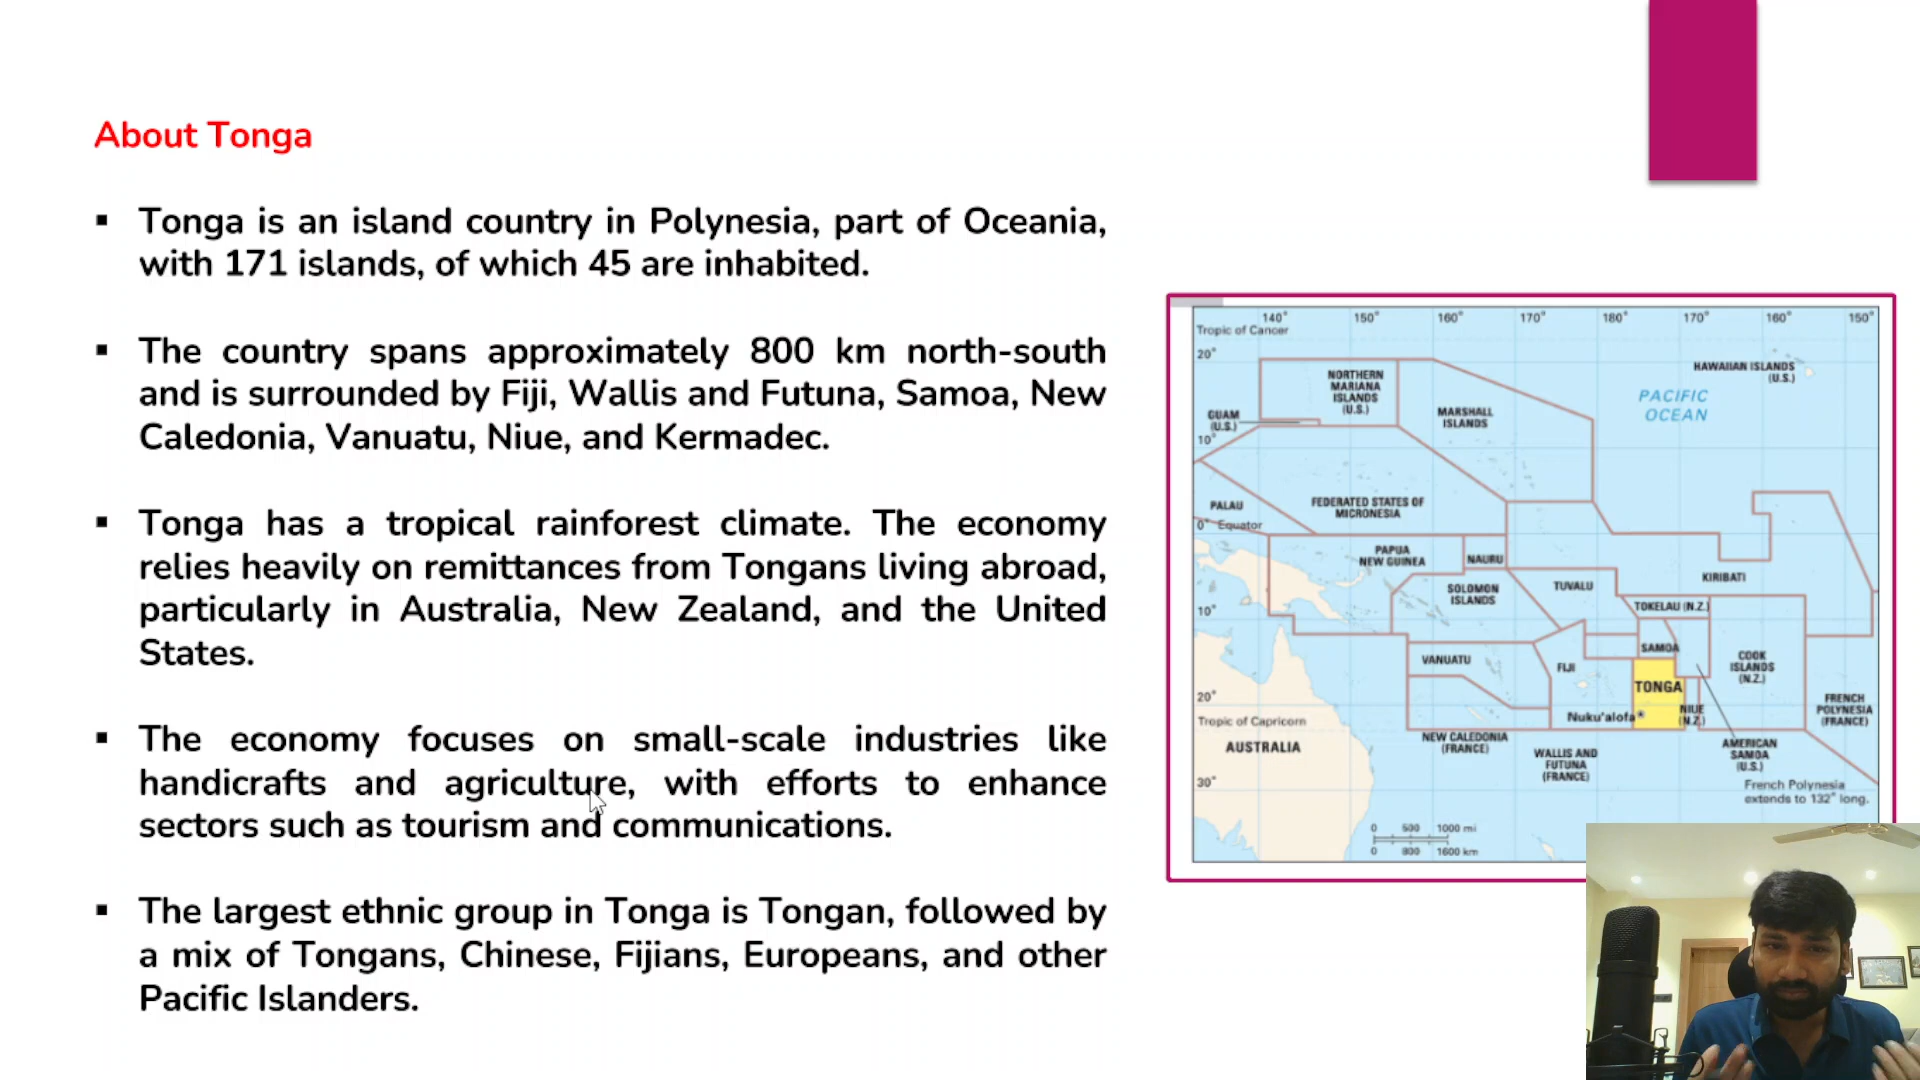 About Tonga
▪ Tonga is an island country in Polynesia, part of Oceania,
with 171 islands, of which 45 are inhabited.
▪ The country spans approximately 800 km north-south
and is surrounded by Fiji, Wallis and Futuna, Samoa, New
Caledonia, Vanuatu, Niue, and Kermadec.
▪ Tonga has a tropical rainforest climate. The economy
relies heavily on remittances from Tongans living abroad,
particularly in Australia, New Zealand, and the United
States.
▪ The economy focuses on small-scale industries like
handicrafts and agriculture, with efforts to enhance
sectors such as tourism and communications.
▪ The largest ethnic group in Tonga is Tongan, followed by
a mix of Tongans, Chinese, Fijians, Europeans, and other
Pacific Islanders.
140° 150° 160° 170° 180° 170° 160° 150°
Tropic of Cancer
20°
HAWAIIAN ISLANDS
(U.S.)
NORTHERN
MARIANA
ISLANDS
(U.S.)
PACIFIC
OCEAN
GUAM
(U.S.)
MARSHALL
ISLANDS
10°
PALAU
FEDERATED STATES OF
MICRONESIA
0° Equator
PAPUA
NEW GUINEA
NAURU
KIRIBATI
SOLOMON
ISLANDS
TUVALU
TOKELAU (N.Z.)
10°
SAMOA
VANUATU
FIJI
COOK
ISLANDS
(N.Z.)
TONGA
20°
NIUE
(N.Z.)
FRENCH
POLYNESIA
(FRANCE)
Nuku'alofa
Tropic of Capricorn
AUSTRALIA
NEW CALEDONIA
(FRANCE)
WALLIS AND
FUTUNA
(FRANCE)
AMERICAN
SAMOA
(U.S.)
30°
French Polynesia
extends to 132° long.
0 500 1000 mi
0 800 1600 km